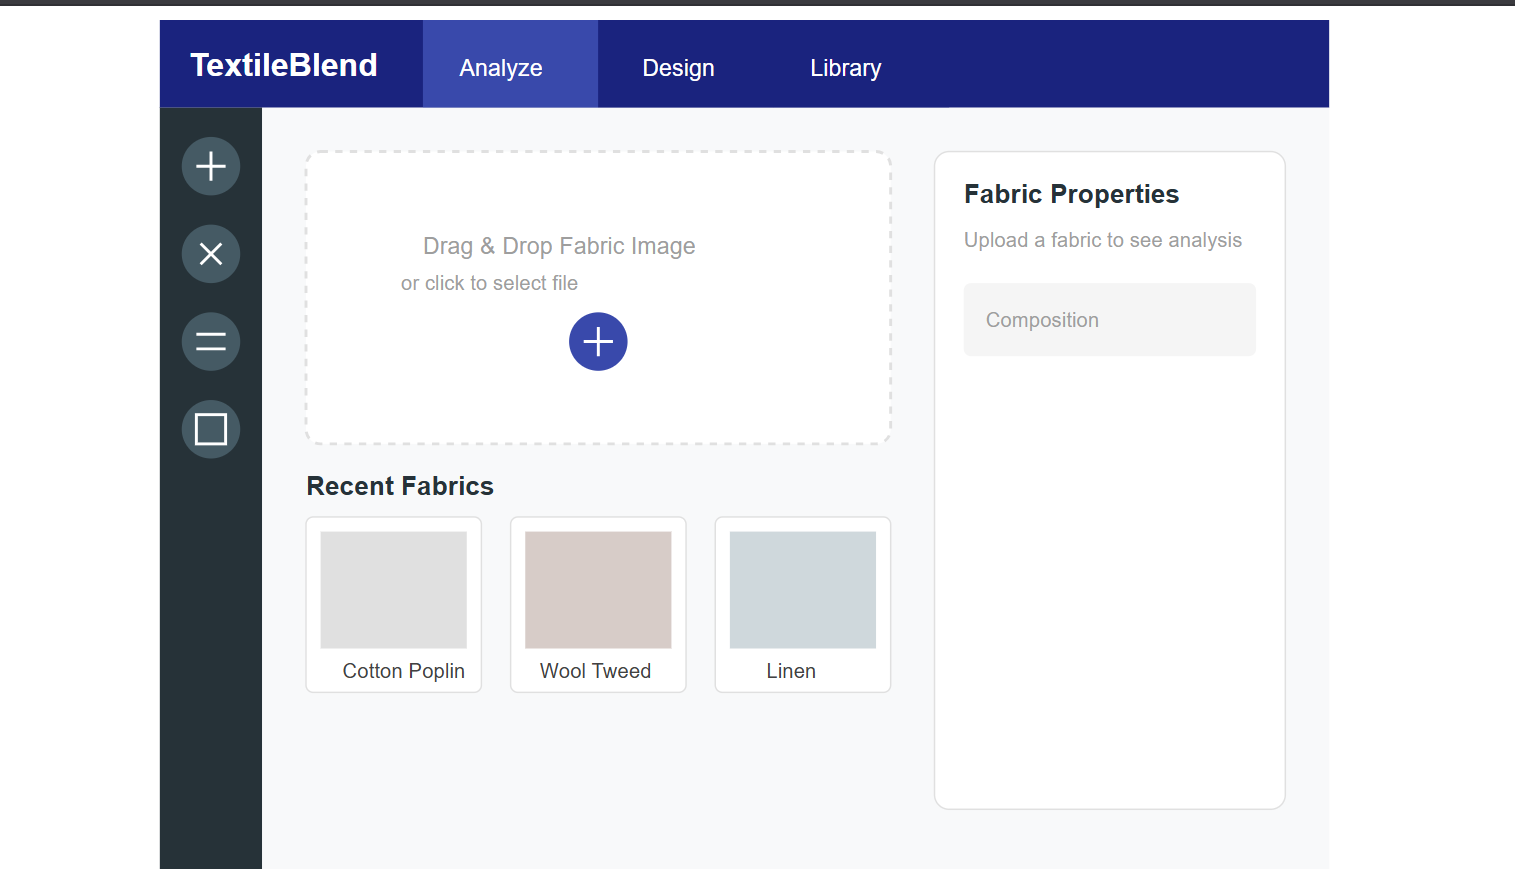 TextileBlend
Analyze
Design
Library
Drag & Drop Fabric Image
or click to select file
Fabric Properties
Upload a fabric to see analysis
Composition
Recent Fabrics
Cotton Poplin
Wool Tweed
Linen